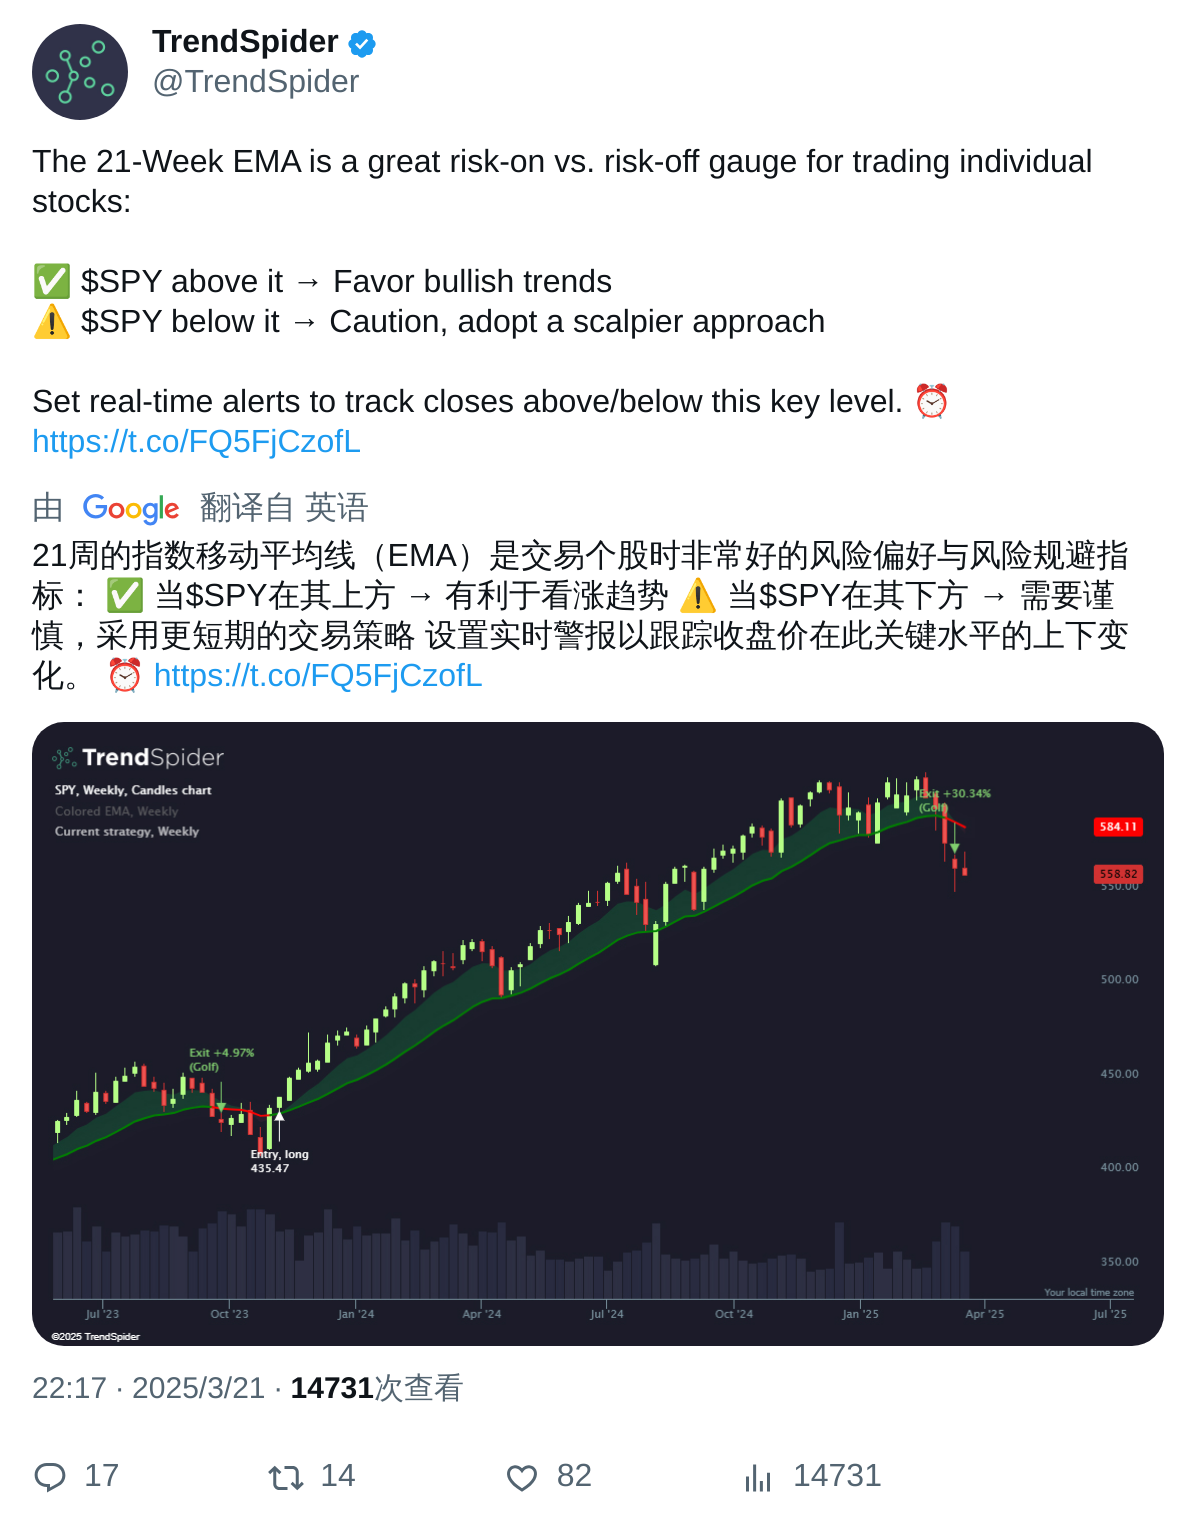 TrendSpider
@TrendSpider
The 21-Week EMA is a great risk-on vs. risk-off gauge for trading individual
stocks:
✅ $SPY above it → Favor bullish trends
⚠️ $SPY below it → Caution, adopt a scalpier approach
Set real-time alerts to track closes above/below this key level. ⏰
https://t.co/FQ5FjCzofL
由 Google 翻译自 英语
21周的指数移动平均线（EMA）是交易个股时非常好的风险偏好与风险规避指
标： ✅ 当$SPY在其上方 → 有利于看涨趋势 ⚠️ 当$SPY在其下方 → 需要谨
慎，采用更短期的交易策略 设置实时警报以跟踪收盘价在此关键水平的上下变
化。 ⏰ https://t.co/FQ5FjCzofL
TrendSpider
SPY, Weekly, Candles chart
Colored EMA, Weekly
Current strategy, Weekly
Exit +30.34%
(Golf)
584.11
558.82
550.00
500.00
Exit +4.97%
(Golf)
450.00
Entry, long
435.47
400.00
350.00
Your local time zone
Jul '23 Oct '23 Jan '24 Apr '24 Jul '24 Oct '24 Jan '25 Apr '25 Jul '25
©2025 TrendSpider
22:17 · 2025/3/21 · 14731次查看
17 14 82 14731